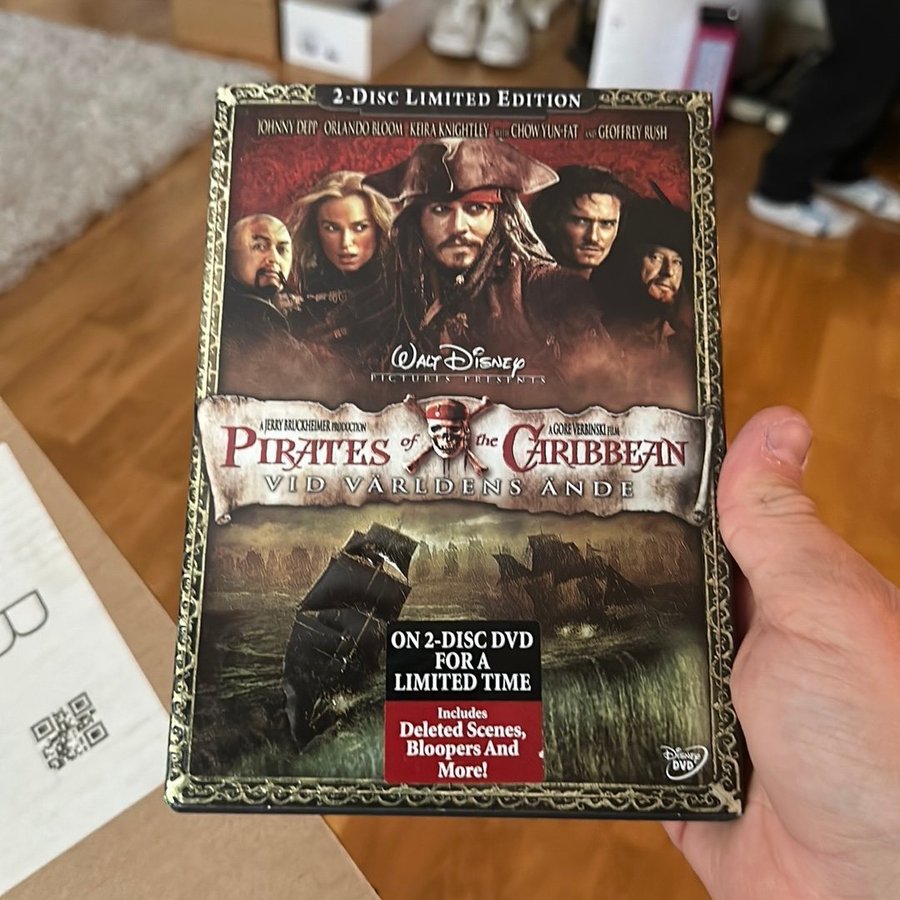 2-DISC LIMITED EDITION
JOHNNY DEPP ORLANDO BLOOM KEIRA KNIGHTLEY WITH CHOW YUN-FAT AND GEOFFREY RUSH
WALT DISNEY
PICTURES PRESENTS
A JERRY BRUCKHEIMER PRODUCTION
A GORE VERBINSKI FILM
PIRATES of the CARIBBEAN
VID VÄRLDENS ÄNDE
ON 2-DISC DVD
FOR A
LIMITED TIME
Includes
Deleted Scenes,
Bloopers And
More!
Disney
DVD
B